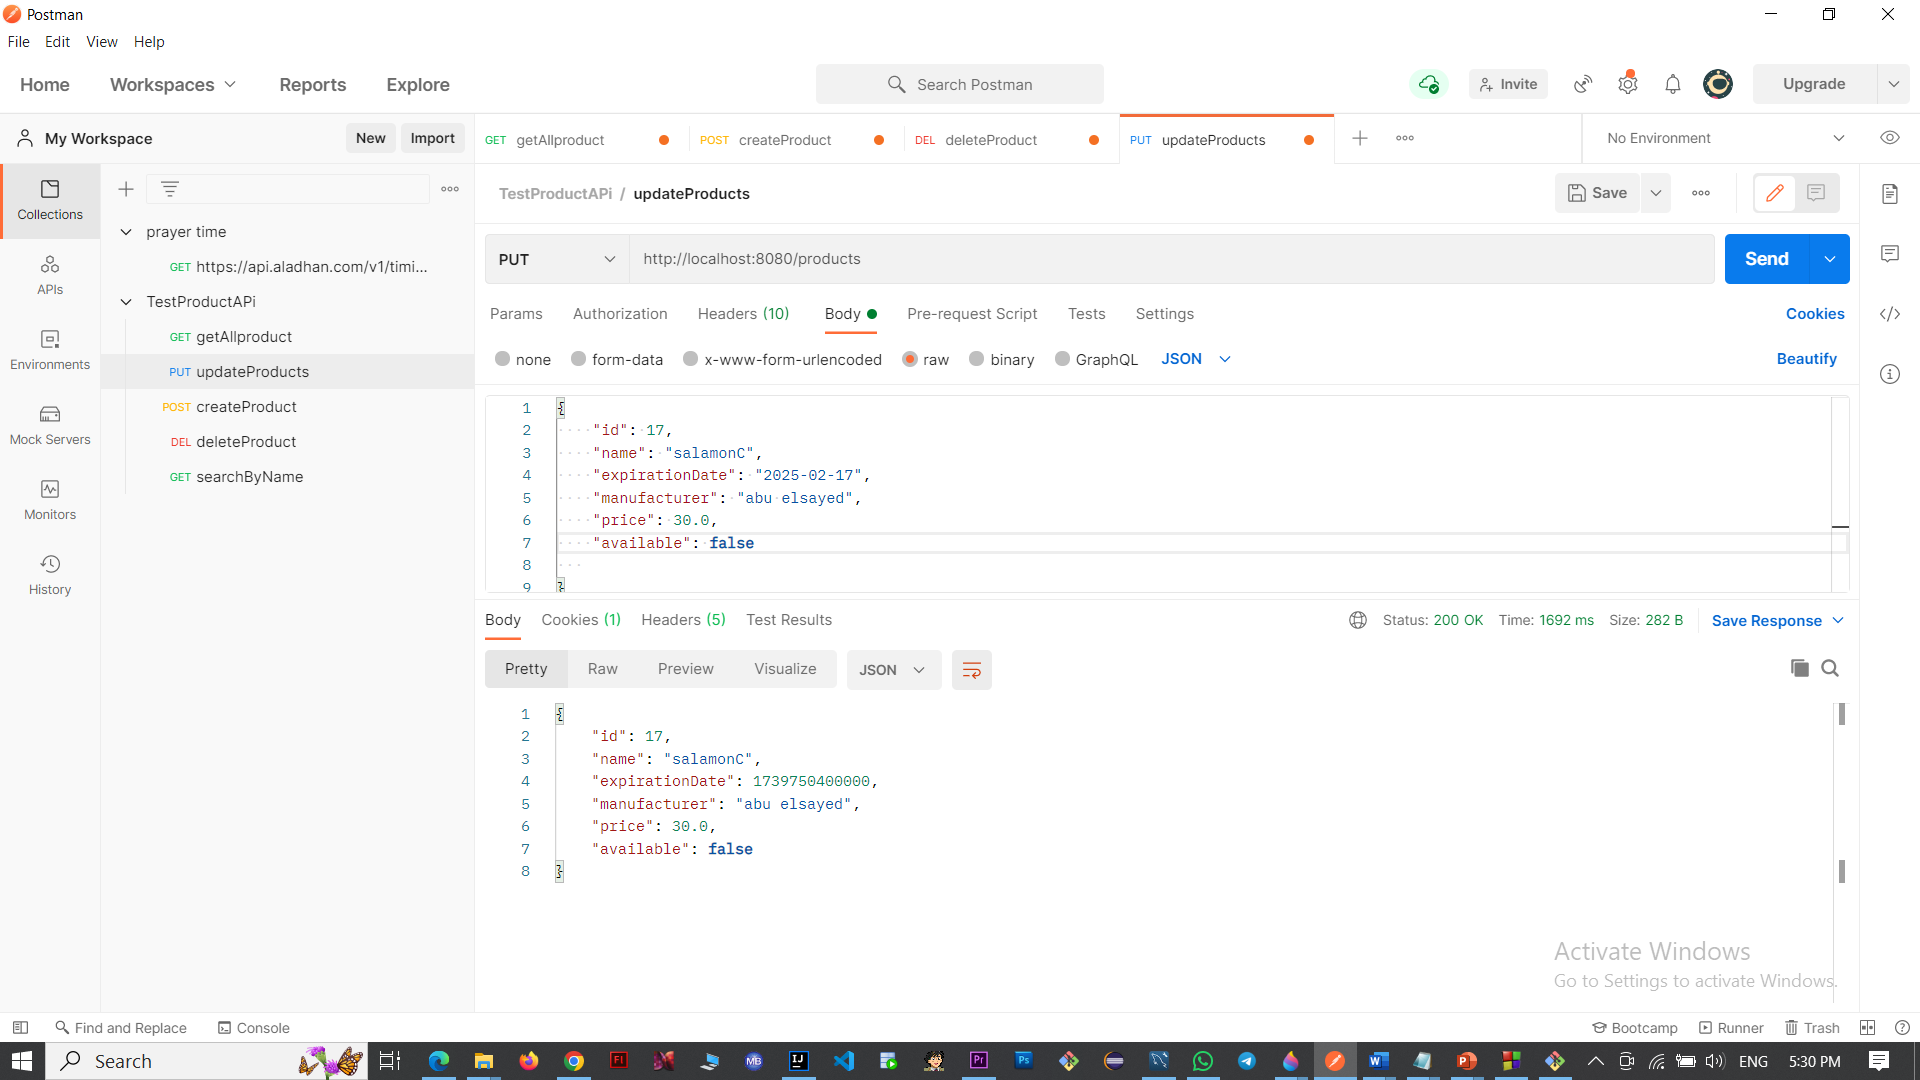 Postman
File Edit View Help
Home Workspaces Reports Explore Search Postman Invite Upgrade
My Workspace New Import GET getAllproduct POST createProduct DEL deleteProduct PUT updateProducts No Environment
Collections
APIs
Environments
Mock Servers
Monitors
History
prayer time
GET https://api.aladhan.com/v1/timi...
TestProductAPi
GET getAllproduct
PUT updateProducts
POST createProduct
DEL deleteProduct
GET searchByName
TestProductAPi / updateProducts Save
PUT http://localhost:8080/products Send
Params Authorization Headers (10) Body Pre-request Script Tests Settings Cookies
none form-data x-www-form-urlencoded raw binary GraphQL JSON Beautify
1 {
2 "id": 17,
3 "name": "salamonC",
4 "expirationDate": "2025-02-17",
5 "manufacturer": "abu elsayed",
6 "price": 30.0,
7 "available": false
8
9 }
Body Cookies (1) Headers (5) Test Results Status: 200 OK Time: 1692 ms Size: 282 B Save Response
Pretty Raw Preview Visualize JSON
1 {
2 "id": 17,
3 "name": "salamonC",
4 "expirationDate": 1739750400000,
5 "manufacturer": "abu elsayed",
6 "price": 30.0,
7 "available": false
8 }
Activate Windows
Go to Settings to activate Windows.
Find and Replace Console Bootcamp Runner Trash
Search ENG 5:30 PM